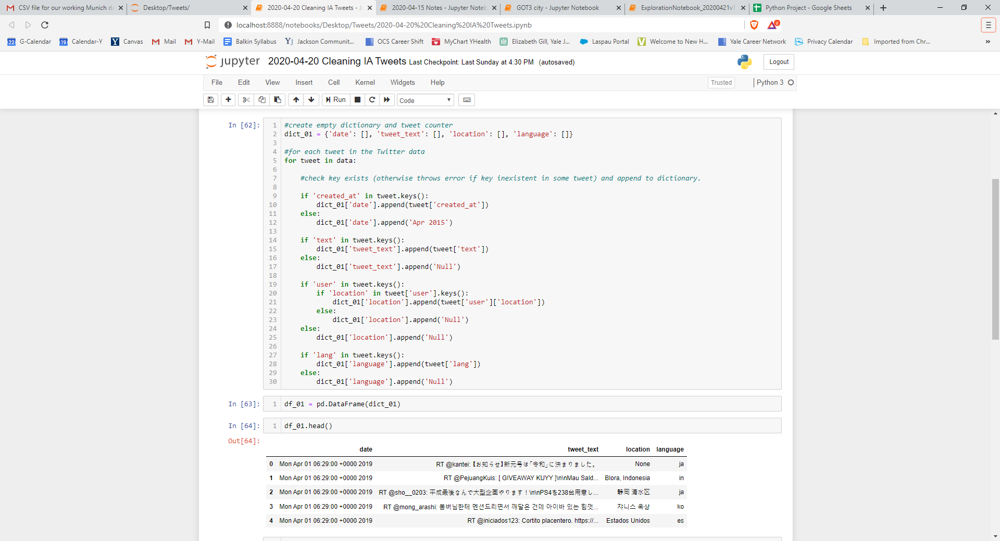 CSV file for our working Munich da
Desktop/Tweets/
2020-04-20 Cleaning IA Tweets - Ju
2020-04-15 Notes - Jupyter Noteb
GOT3 city - Jupyter Notebook
ExplorationNotebook_20200421v1
Python Project - Google Sheets
localhost:8888/notebooks/Desktop/Tweets/2020-04-20%20Cleaning%20IA%20Tweets.ipynb
2
22 G-Calendar 19 Calendar-Y Y Canvas Mail Y-Mail Balkin Syllabus YJ Jackson Communit... OCS Career Shift MyChart YHealth Elizabeth Gill, Yale J... Laspau Portal Welcome to New H... Yale Career Network Privacy Calendar Imported from Chr... »
jupyter 2020-04-20 Cleaning IA Tweets Last Checkpoint: Last Sunday at 4:30 PM (autosaved) Logout
File Edit View Insert Cell Kernel Widgets Help Trusted Python 3
Run Code
In [62]:
1 #create empty dictionary and tweet counter
2 dict_01 = {'date': [], 'tweet_text': [], 'location': [], 'language': []}
3
4 #for each tweet in the Twitter data
5 for tweet in data:
6
7 #check key exists (otherwise throws error if key inexistent in some tweet) and append to dictionary.
8
9 if 'created_at' in tweet.keys():
10 dict_01['date'].append(tweet['created_at'])
11 else:
12 dict_01['date'].append('Apr 2015')
13
14 if 'text' in tweet.keys():
15 dict_01['tweet_text'].append(tweet['text'])
16 else:
17 dict_01['tweet_text'].append('Null')
18
19 if 'user' in tweet.keys():
20 if 'location' in tweet['user'].keys():
21 dict_01['location'].append(tweet['user']['location'])
22 else:
23 dict_01['location'].append('Null')
24 else:
25 dict_01['location'].append('Null')
26
27 if 'lang' in tweet.keys():
28 dict_01['language'].append(tweet['lang'])
29 else:
30 dict_01['language'].append('Null')
In [63]: 1 df_01 = pd.DataFrame(dict_01)
In [64]: 1 df_01.head()
Out[64]:
date tweet_text location language
0 Mon Apr 01 06:29:00 +0000 2019 RT @kantei: 【お知らせ】新元号は「令和」に決まりました。 None ja
1 Mon Apr 01 06:29:00 +0000 2019 RT @PejuangKuis: [ GIVEAWAY KUYY ]\n\nMau Sald... Blora, Indonesia in
2 Mon Apr 01 06:29:00 +0000 2019 RT @sho__0203: 平成最後なんで大型企画やります！\n\nPS4を238台用意し... 静岡 清水区 ja
3 Mon Apr 01 06:29:00 +0000 2019 RT @mong_arashi: 봄버님한테 멘션드리면서 깨달은 건데 아이바 있는 힘껏... 쟈니스 옥상 ko
4 Mon Apr 01 06:29:00 +0000 2019 RT @iniciados123: Cortito placentero. https://... Estados Unidos es